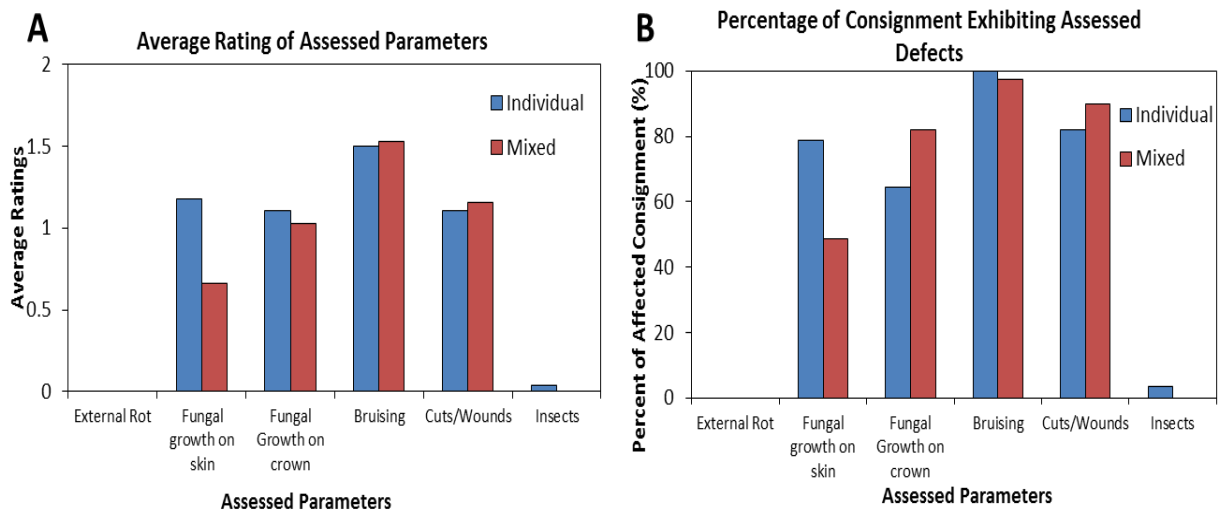 A
Average Rating of Assessed Parameters
2
1.5
1
0.5
0
Average Ratings
Individual
Mixed
External Rot
Fungal
growth on
skin
Fungal
Growth on
crown
Bruising
Cuts/Wounds
Insects
Assessed Parameters
B
Percentage of Consignment Exhibiting Assessed
Defects
100
80
60
40
20
0
Percent of Affected Consignment (%)
Individual
Mixed
External Rot
Fungal
growth on
skin
Fungal
Growth on
crown
Bruising
Cuts/Wounds
Insects
Assessed Parameters